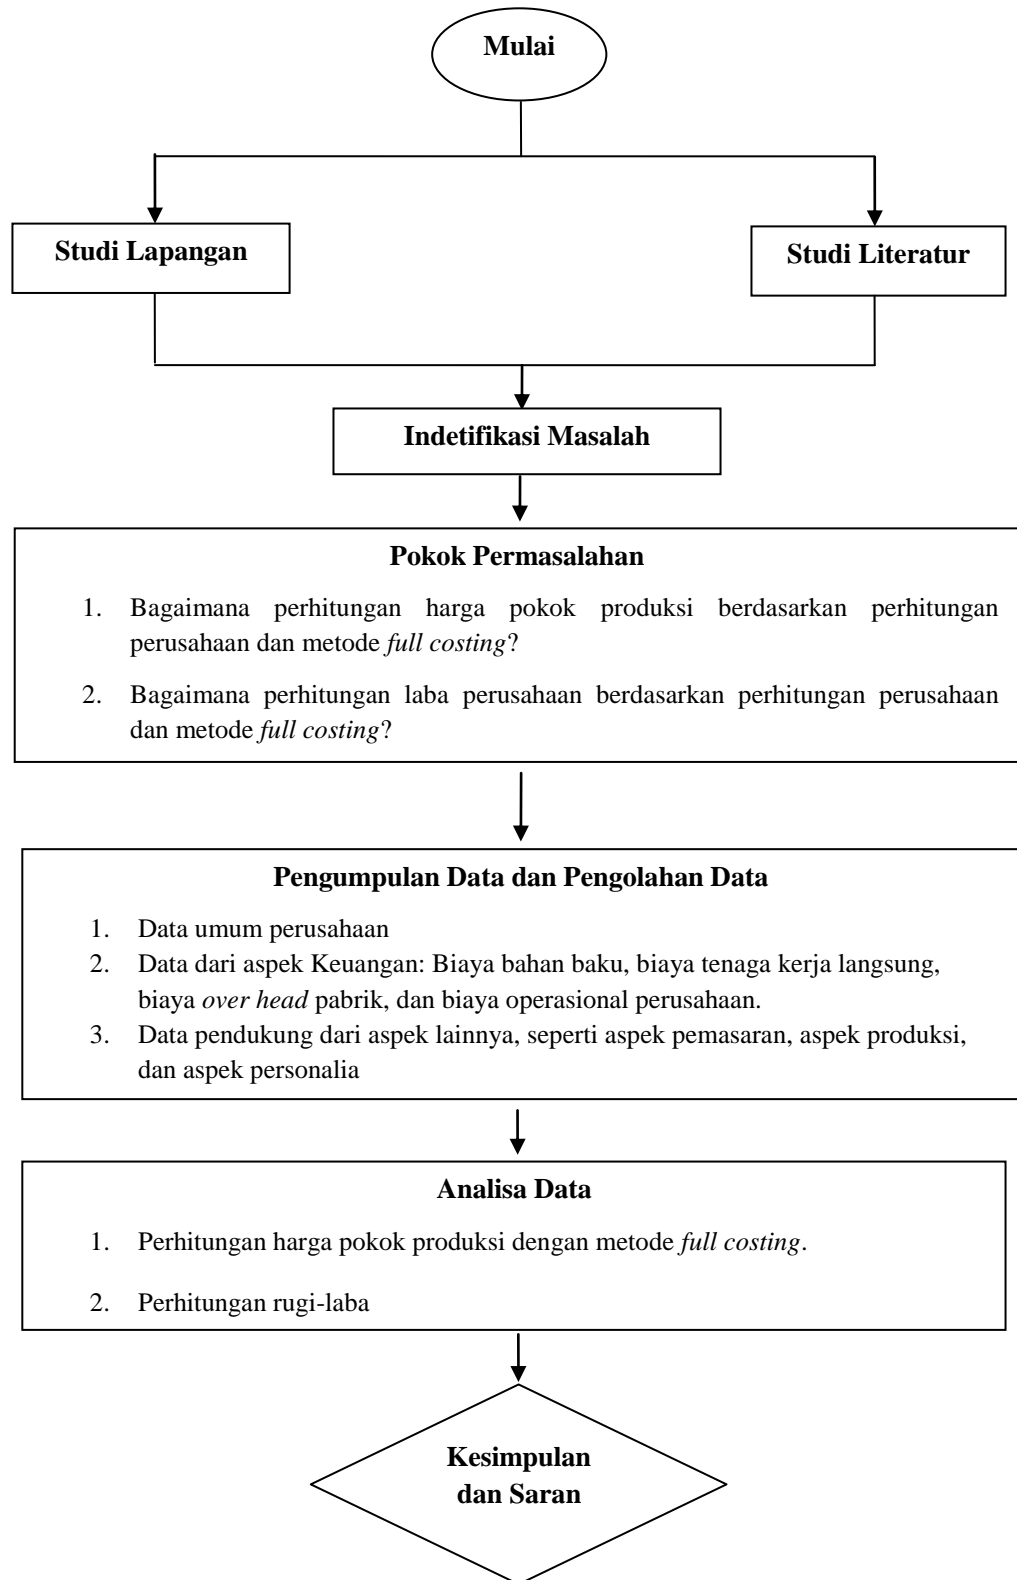 Mulai
Studi Lapangan
Studi Literatur
Indetifikasi Masalah
Pokok Permasalahan
1. Bagaimana perhitungan harga pokok produksi berdasarkan perhitungan
perusahaan dan metode full costing?
2. Bagaimana perhitungan laba perusahaan berdasarkan perhitungan perusahaan
dan metode full costing?
Pengumpulan Data dan Pengolahan Data
1. Data umum perusahaan
2. Data dari aspek Keuangan: Biaya bahan baku, biaya tenaga kerja langsung,
biaya over head pabrik, dan biaya operasional perusahaan.
3. Data pendukung dari aspek lainnya, seperti aspek pemasaran, aspek produksi,
dan aspek personalia
Analisa Data
1. Perhitungan harga pokok produksi dengan metode full costing.
2. Perhitungan rugi-laba
Kesimpulan
dan Saran